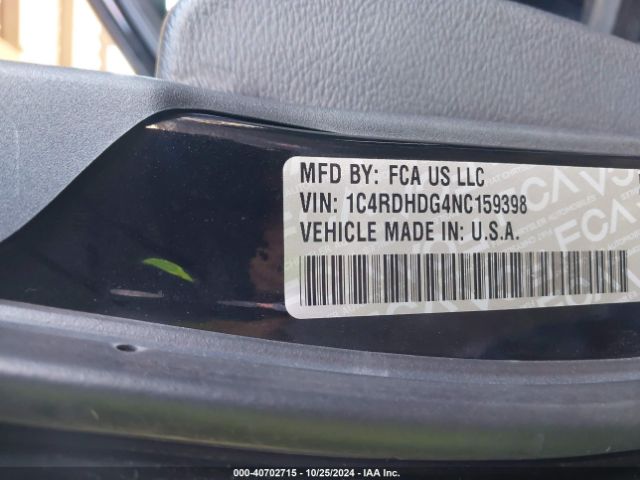 MFD BY: FCA US LLC
VIN: 1C4RDHDG4NC159398
VEHICLE MADE IN: U.S.A.
000-40702715 - 10/25/2024 - IAA Inc.